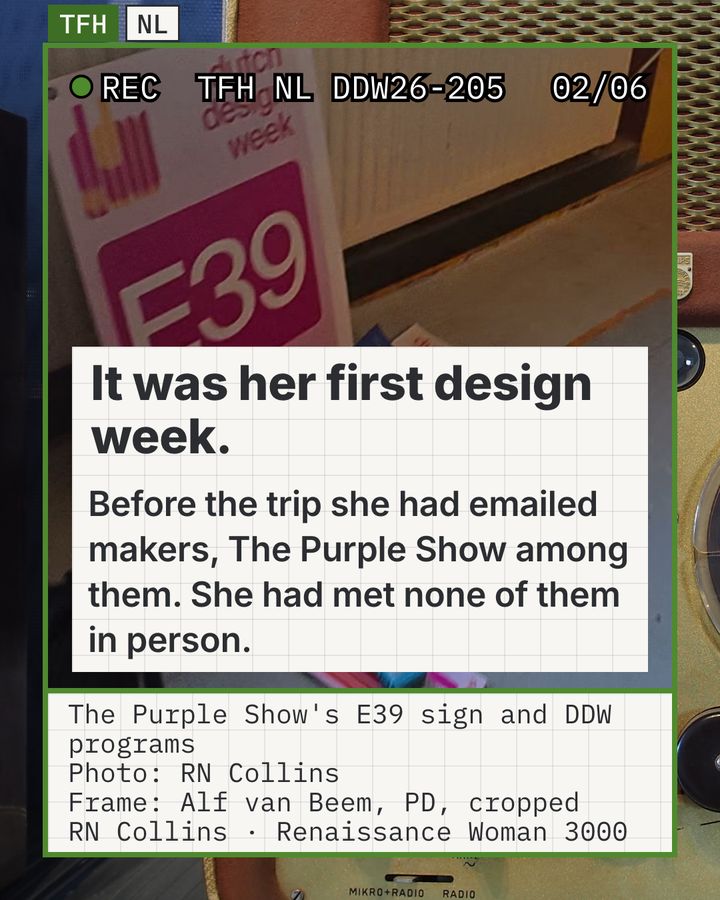 TFH NL
REC TFH NL DDW26-205 02/06
dutch
design
week
E39
It was her first design
week.
Before the trip she had emailed
makers, The Purple Show among
them. She had met none of them
in person.
The Purple Show's E39 sign and DDW
programs
Photo: RN Collins
Frame: Alf van Beem, PD, cropped
RN Collins · Renaissance Woman 3000
MIKRO+RADIO RADIO